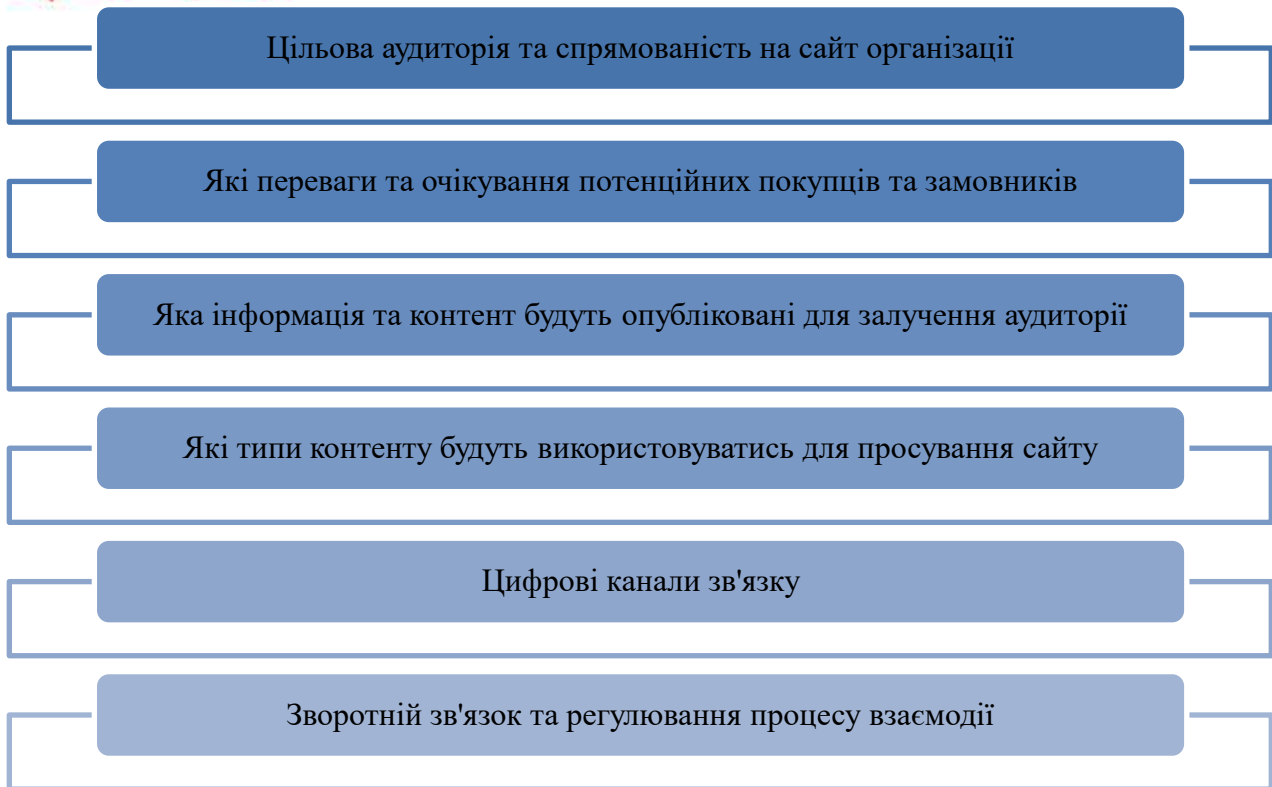 Цільова аудиторія та спрямованість на сайт організації
Які переваги та очікування потенційних покупців та замовників
Яка інформація та контент будуть опубліковані для залучення аудиторії
Які типи контенту будуть використовуватись для просування сайту
Цифрові канали зв'язку
Зворотній зв'язок та регулювання процесу взаємодії